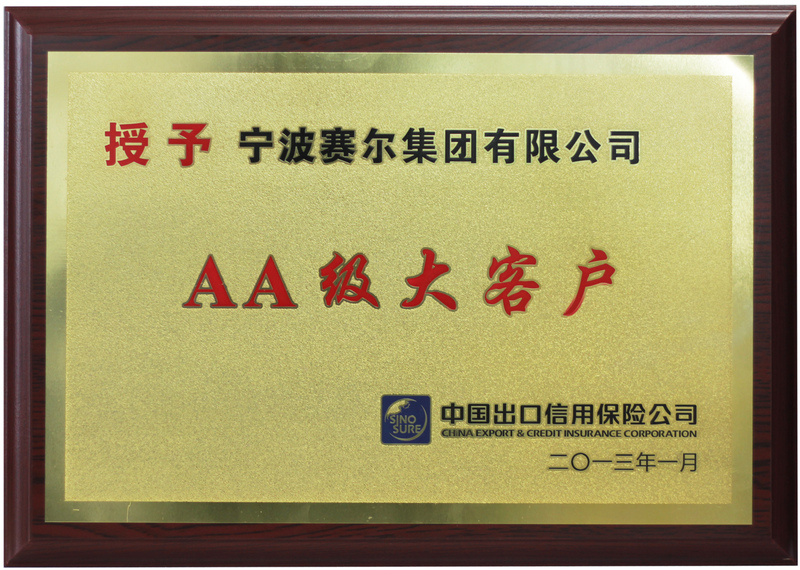 授予 宁波赛尔集团有限公司
AA级大客户
SINO
SURE
中国出口信用保险公司
CHINA EXPORT & CREDIT INSURANCE CORPORATION
二〇一三年一月